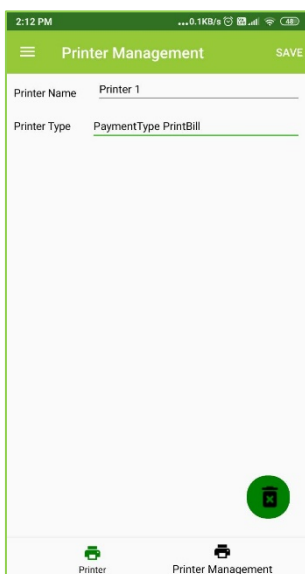 2:12 PM ...0.1KB/s 48
Printer Management SAVE
Printer Name Printer 1
Printer Type PaymentType PrintBill
Printer Printer Management